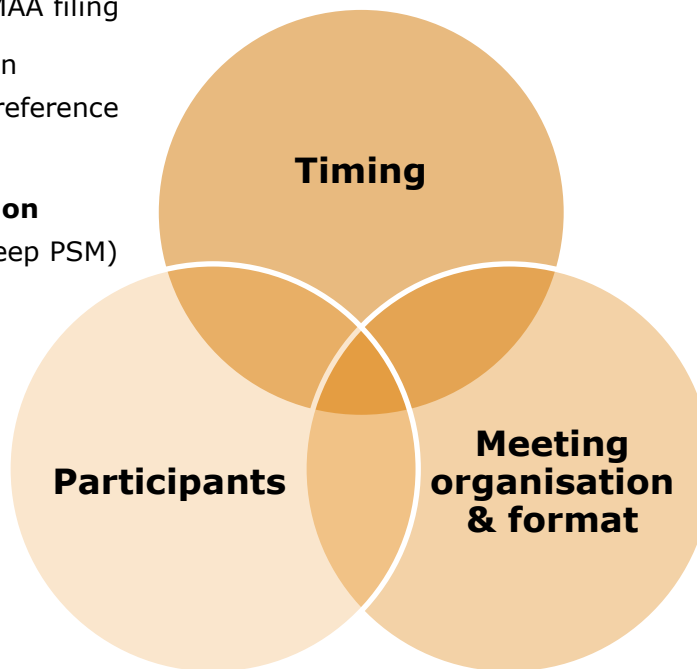 MAA filing
n
reference
on
eep PSM)
Timing
Participants
Meeting
organisation
& format